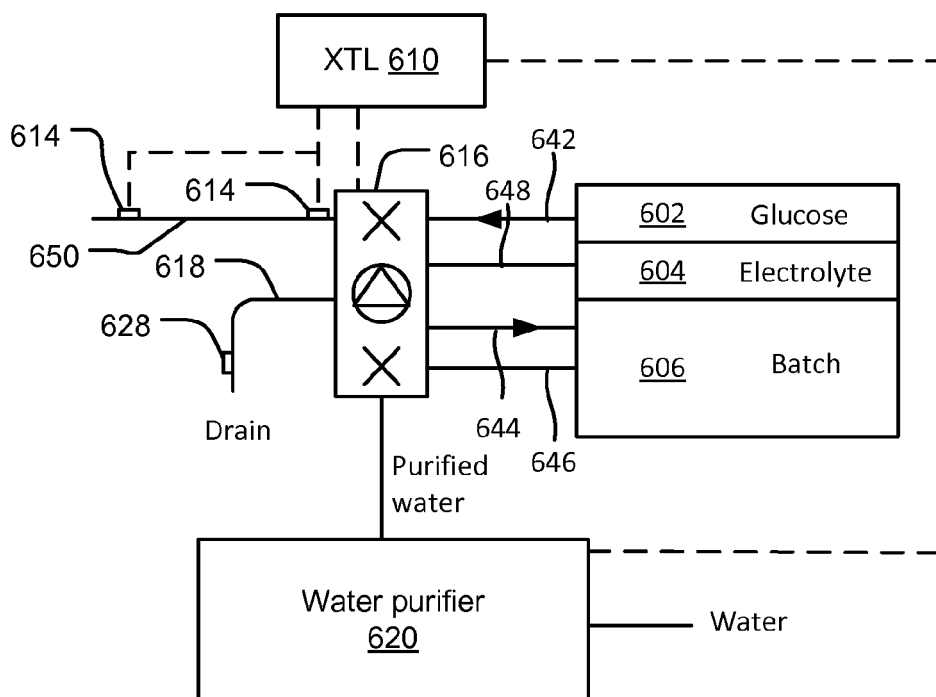 XTL 610
614
616
642
614
648
602 Glucose
650
618
604 Electrolyte
628
606 Batch
Drain
644
646
Purified
water
Water purifier
620
Water